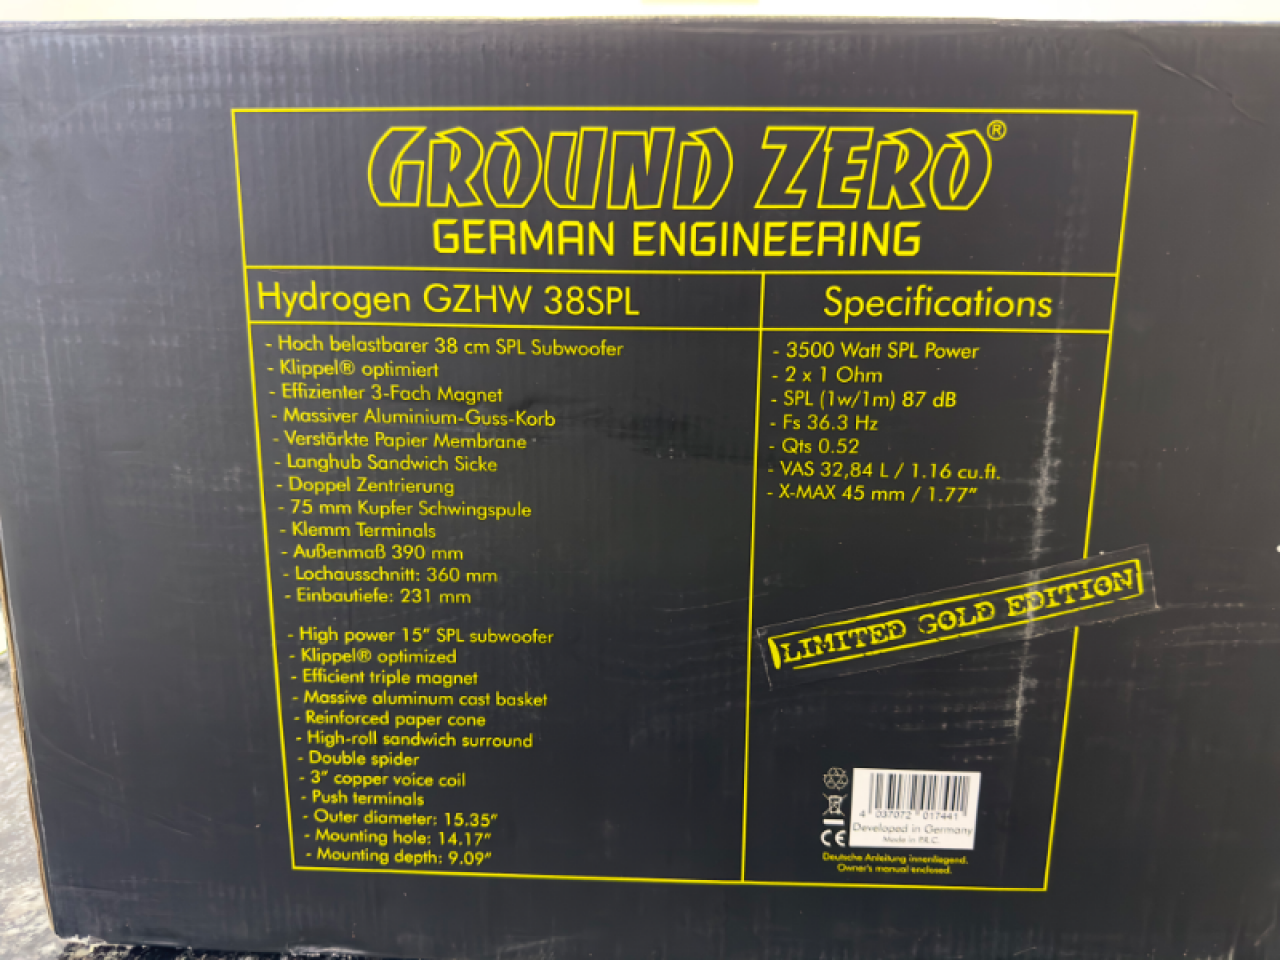 GROUND ZERO®
GERMAN ENGINEERING
Hydrogen GZHW 38SPL
- Hoch belastbarer 38 cm SPL Subwoofer
- Klippel® optimiert
- Effizienter 3-Fach Magnet
- Massiver Aluminium-Guss-Korb
- Verstärkte Papier Membrane
- Langhub Sandwich Sicke
- Doppel Zentrierung
- 75 mm Kupfer Schwingspule
- Klemm Terminals
- Außenmaß 390 mm
- Lochausschnitt: 360 mm
- Einbautiefe: 231 mm
- High power 15" SPL subwoofer
- Klippel® optimized
- Efficient triple magnet
- Massive aluminum cast basket
- Reinforced paper cone
- High-roll sandwich surround
- Double spider
- 3" copper voice coil
- Push terminals
- Outer diameter: 15.35"
- Mounting hole: 14.17"
- Mounting depth: 9.09"
Specifications
- 3500 Watt SPL Power
- 2 x 1 Ohm
- SPL (1w/1m) 87 dB
- Fs 36.3 Hz
- Qts 0.52
- VAS 32,84 L / 1.16 cu.ft.
- X-MAX 45 mm / 1.77"
LIMITED GOLD EDITION
4 037072 017441
Developed in Germany
Made in P.R.C.
CE
Deutsche Anleitung innenliegend.
Owner's manual enclosed.